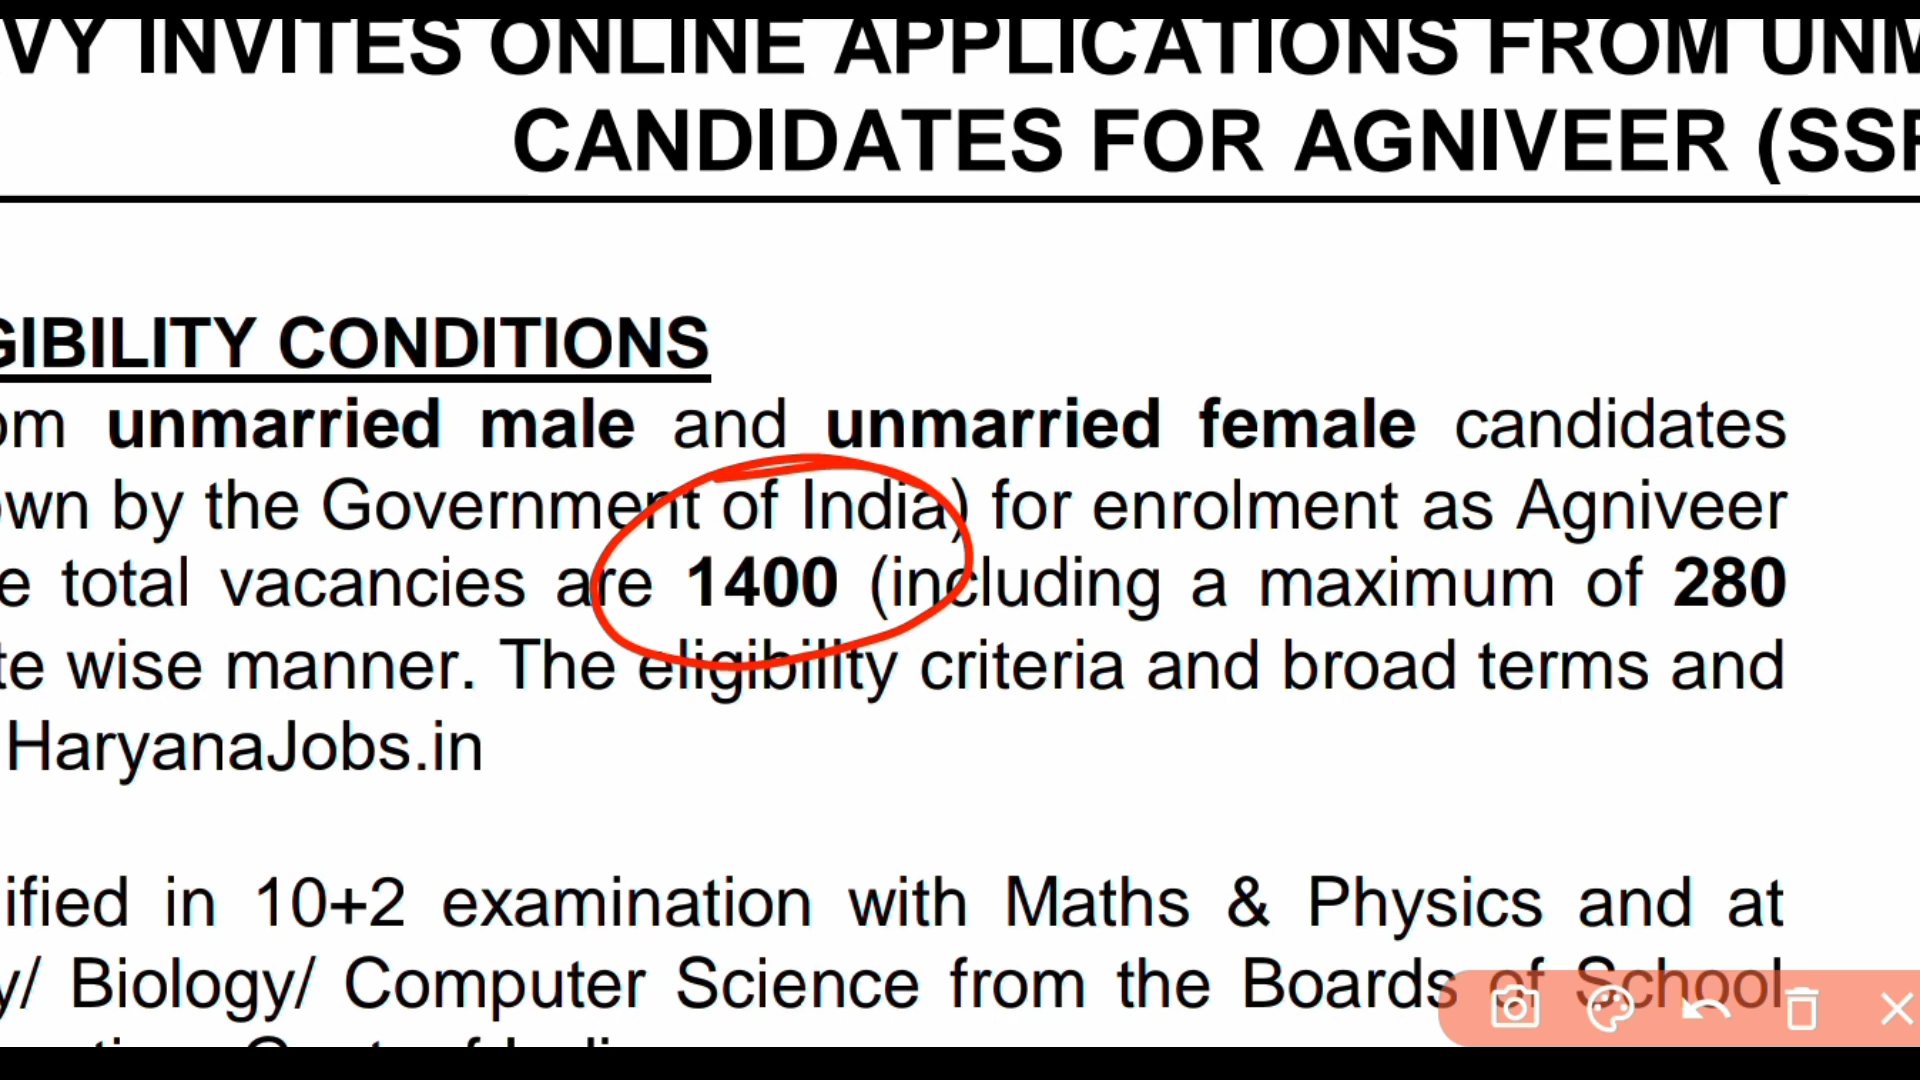 VY INVITES ONLINE APPLICATIONS FROM
CANDIDATES FOR AGNIVEER (SS
GIBILITY CONDITIONS
om unmarried male and unmarried female candidates
own by the Government of India) for enrolment as Agniveer
e total vacancies are 1400 (including a maximum of 280
te wise manner. The eligibility criteria and broad terms and
HaryanaJobs.in
ified in 10+2 examination with Maths & Physics and at
y/ Biology/ Computer Science from the Boards of School